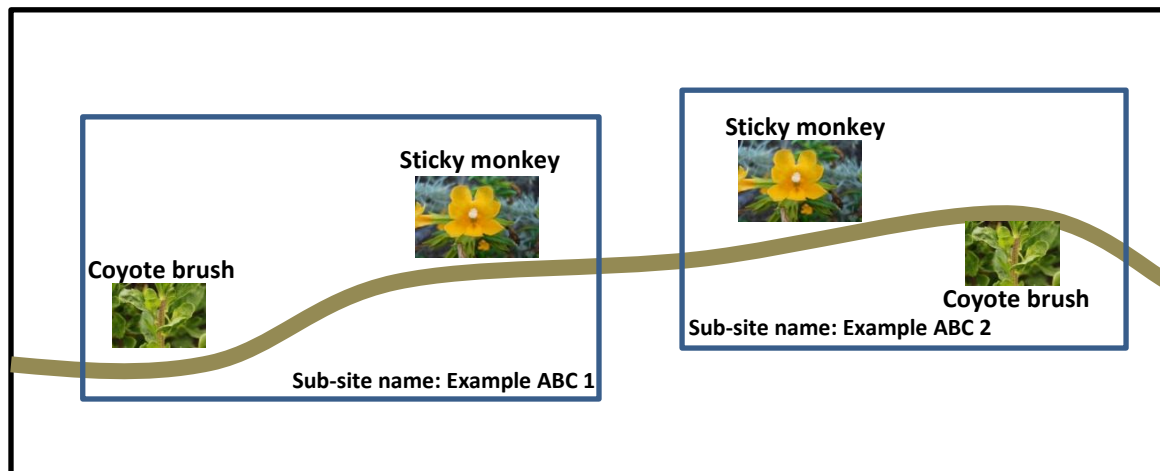 Sticky monkey
Coyote brush
Sub-site name: Example ABC 1
Sticky monkey
Coyote brush
Sub-site name: Example ABC 2